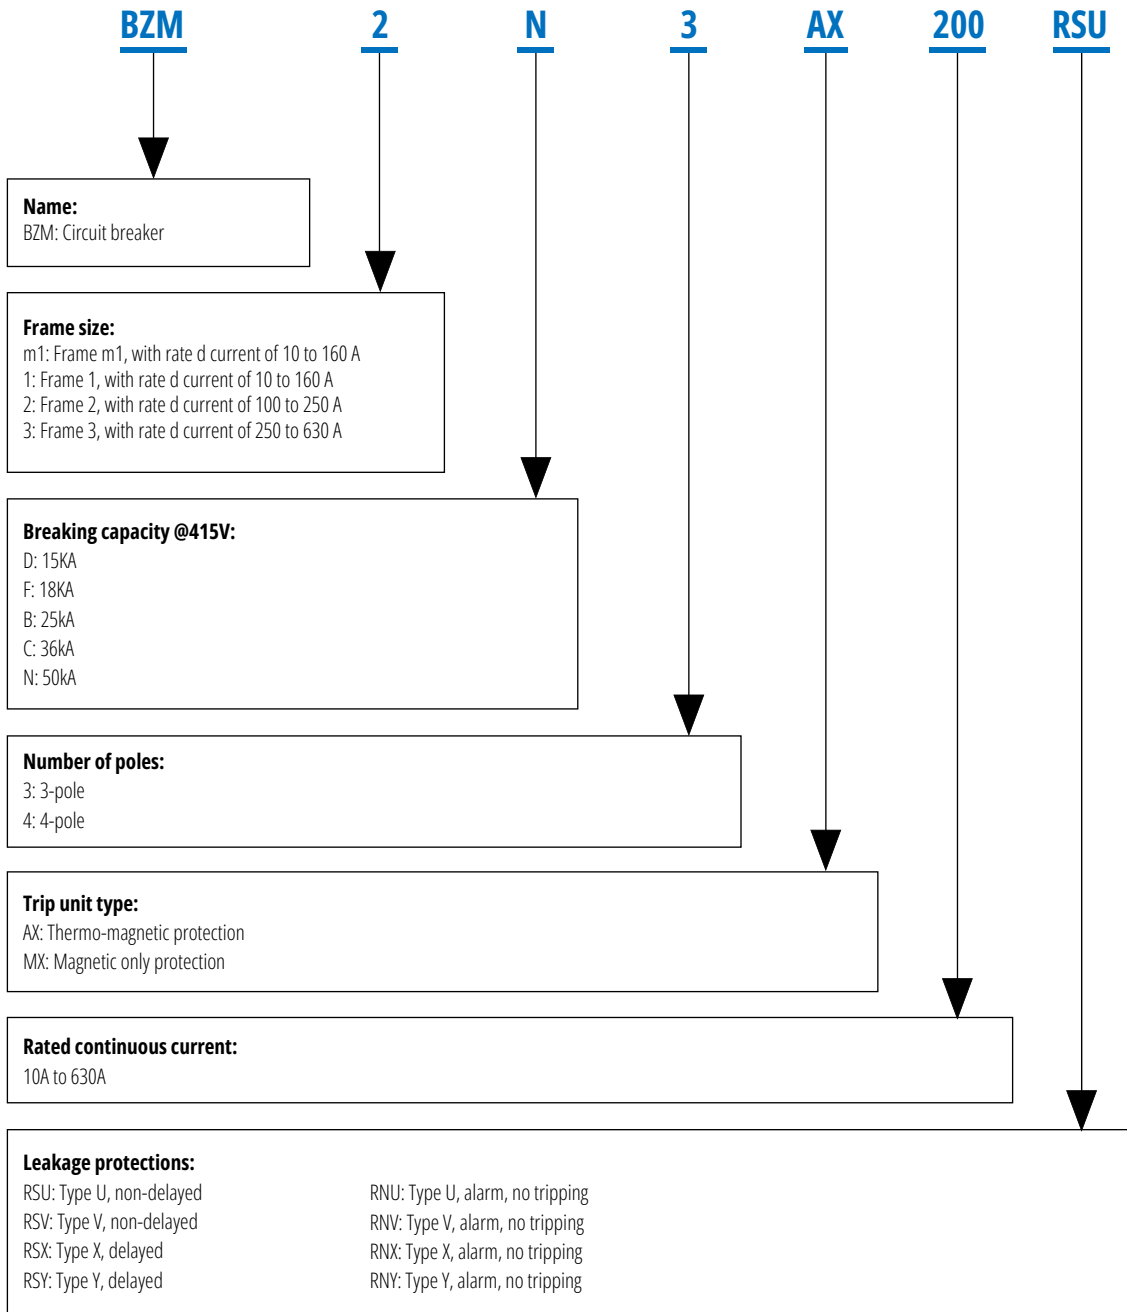 BZM 2 N 3 AX 200 RSU
Name:
BZM: Circuit breaker
Frame size:
m1: Frame m1, with rate d current of 10 to 160 A
1: Frame 1, with rate d current of 10 to 160 A
2: Frame 2, with rate d current of 100 to 250 A
3: Frame 3, with rate d current of 250 to 630 A
Breaking capacity @415V:
D: 15KA
F: 18KA
B: 25kA
C: 36kA
N: 50kA
Number of poles:
3: 3-pole
4: 4-pole
Trip unit type:
AX: Thermo-magnetic protection
MX: Magnetic only protection
Rated continuous current:
10A to 630A
Leakage protections:
RSU: Type U, non-delayed RNU: Type U, alarm, no tripping
RSV: Type V, non-delayed RNV: Type V, alarm, no tripping
RSX: Type X, delayed RNX: Type X, alarm, no tripping
RSY: Type Y, delayed RNY: Type Y, alarm, no tripping